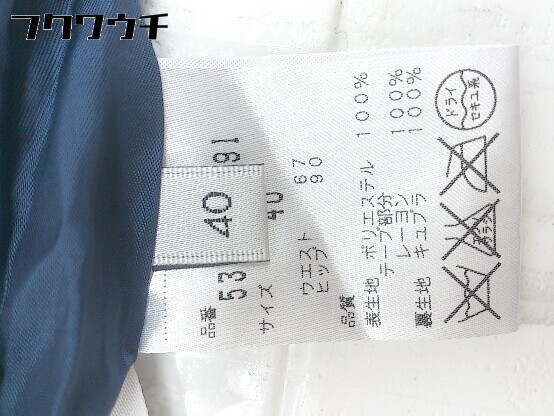 フクワウチ
40
品番 53 91
サイズ 40
ウエスト 67
ヒップ 90
品質
表生地 ポリエステル 100%
テープ部分
レーヨン 100%
裏生地 キュプラ 100%
ドライ
セキユ系